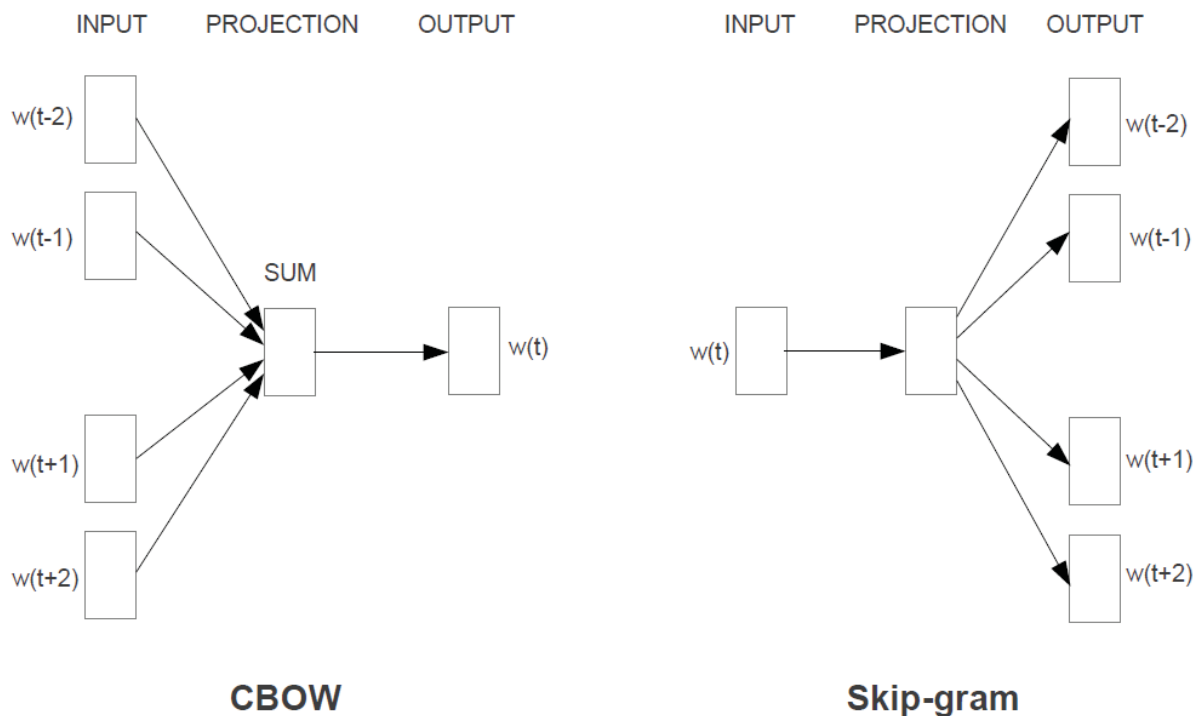 INPUT PROJECTION OUTPUT
w(t-2)
w(t-1)
SUM
w(t)
w(t+1)
w(t+2)
CBOW
INPUT PROJECTION OUTPUT
w(t-2)
w(t-1)
w(t)
w(t+1)
w(t+2)
Skip-gram